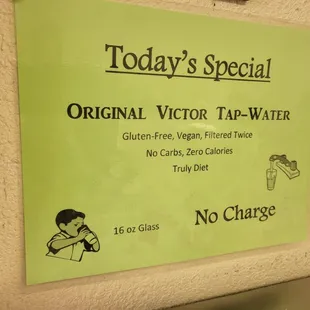 Today's Special
ORIGINAL VICTOR TAP-WATER
Gluten-Free, Vegan, Filtered Twice
No Carbs, Zero Calories
Truly Diet
16 oz Glass
No Charge